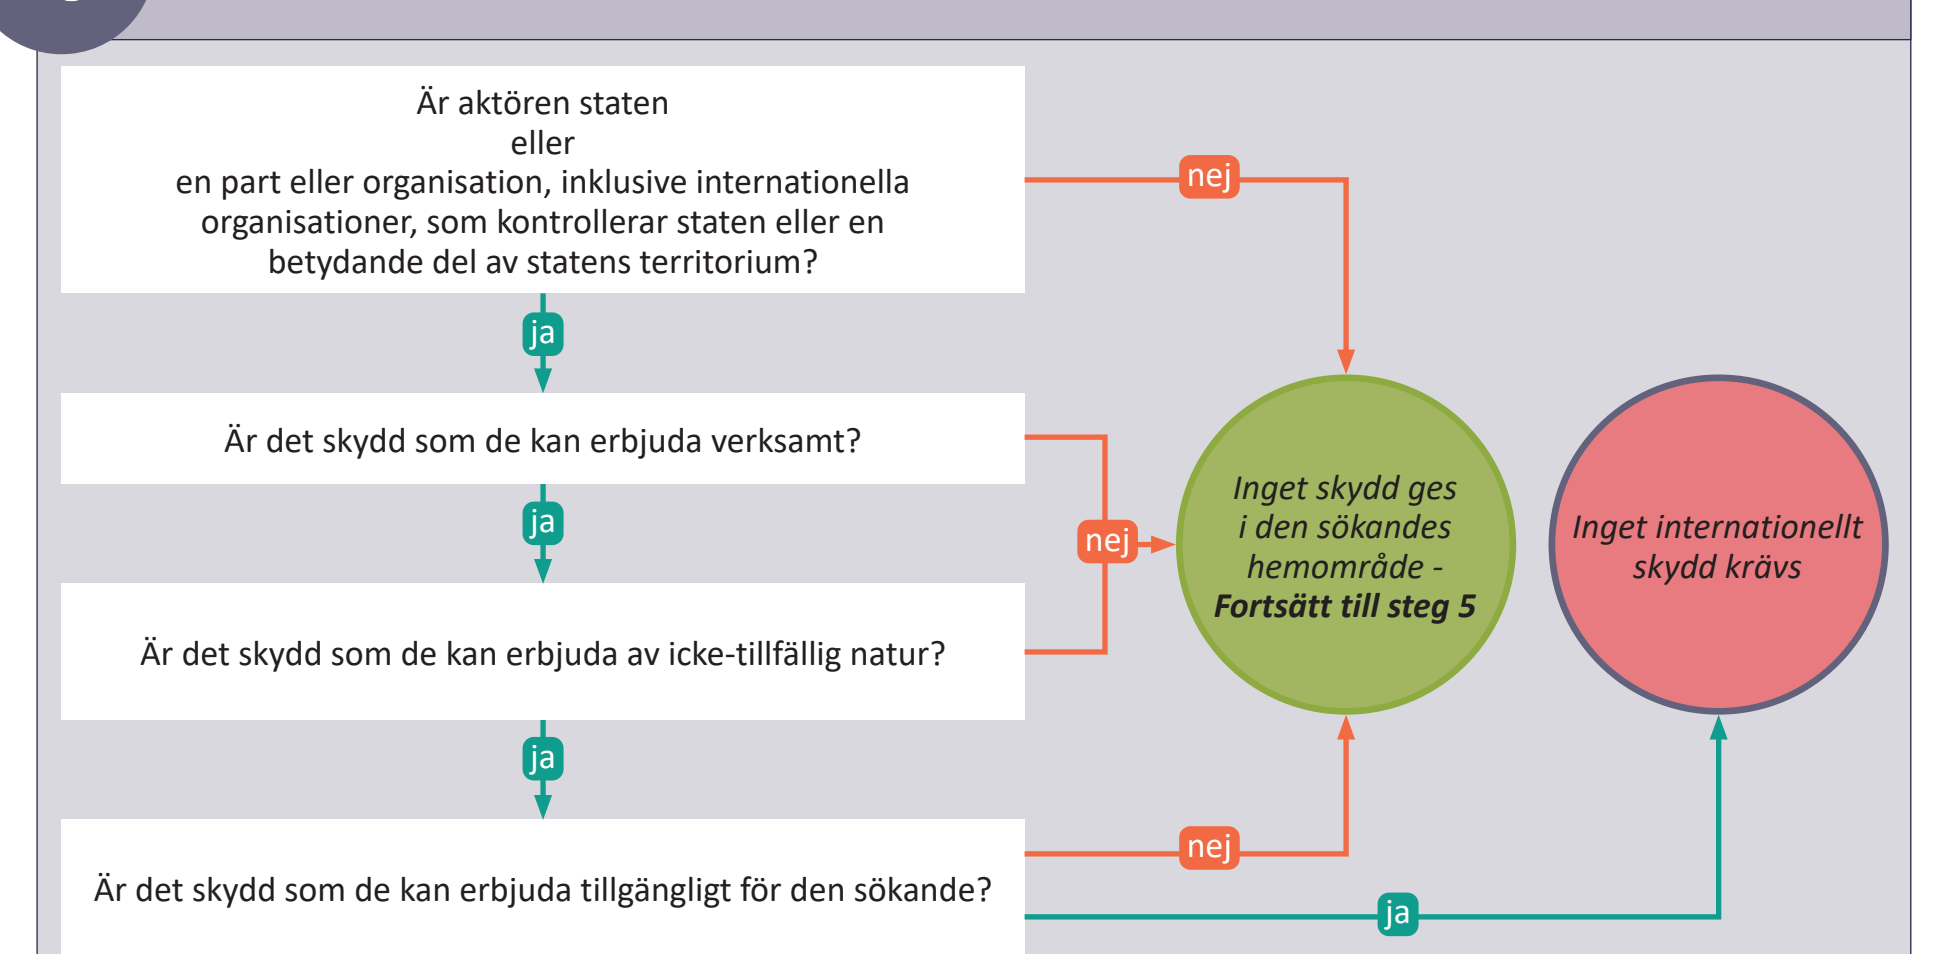 Är aktören staten
eller
en part eller organisation, inklusive internationella
organisationer, som kontrollerar staten eller en
betydande del av statens territorium?
nej
ja
Är det skydd som de kan erbjuda verksamt?
ja
nej
Inget skydd ges
i den sökandes
hemområde -
Fortsätt till steg 5
Inget internationellt
skydd krävs
Är det skydd som de kan erbjuda av icke-tillfällig natur?
ja
nej
Är det skydd som de kan erbjuda tillgängligt för den sökande?
ja